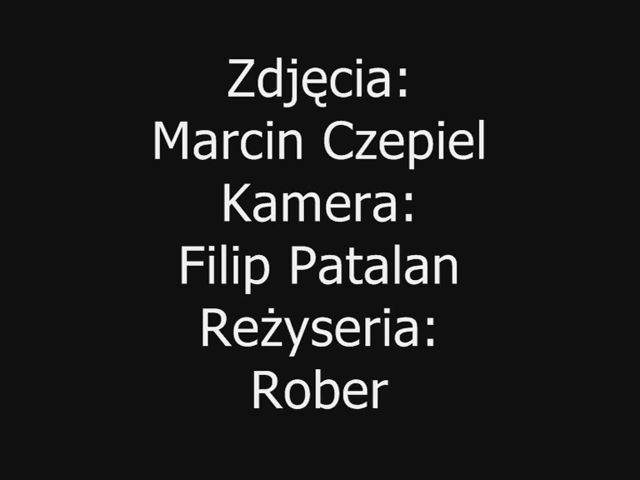 Zdjęcia:
Marcin Czepiel
Kamera:
Filip Patalan
Reżyseria:
Rober